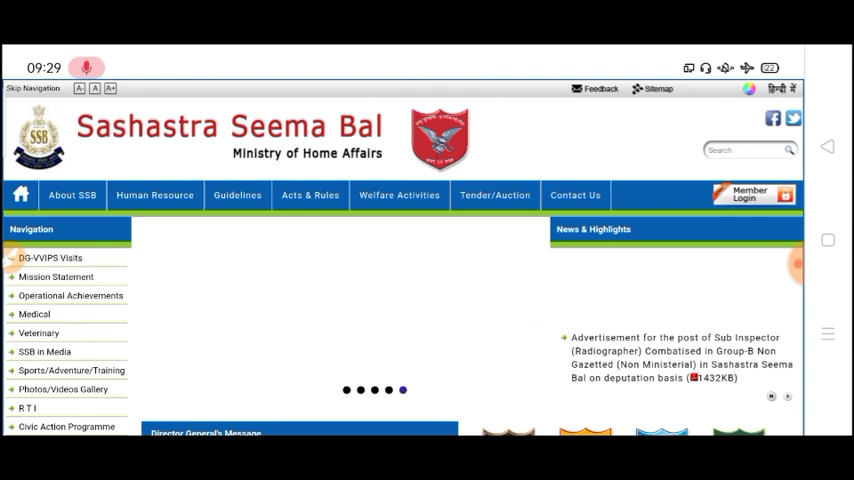 09:29
22
Skip Navigation A- A A+
Feedback Sitemap हिन्दी में
SSB
Sashastra Seema Bal
Ministry of Home Affairs
Search
About SSB Human Resource Guidelines Acts & Rules Welfare Activities Tender/Auction Contact Us
Member
Login
Navigation
News & Highlights
DG-VVIPS Visits
Mission Statement
Operational Achievements
Medical
Veterinary
SSB in Media
Sports/Adventure/Training
Photos/Videos Gallery
R T I
Civic Action Programme
Advertisement for the post of Sub Inspector
(Radiographer) Combatised in Group-B Non
Gazetted (Non Ministerial) in Sashastra Seema
Bal on deputation basis (1432KB)
Director General's Message